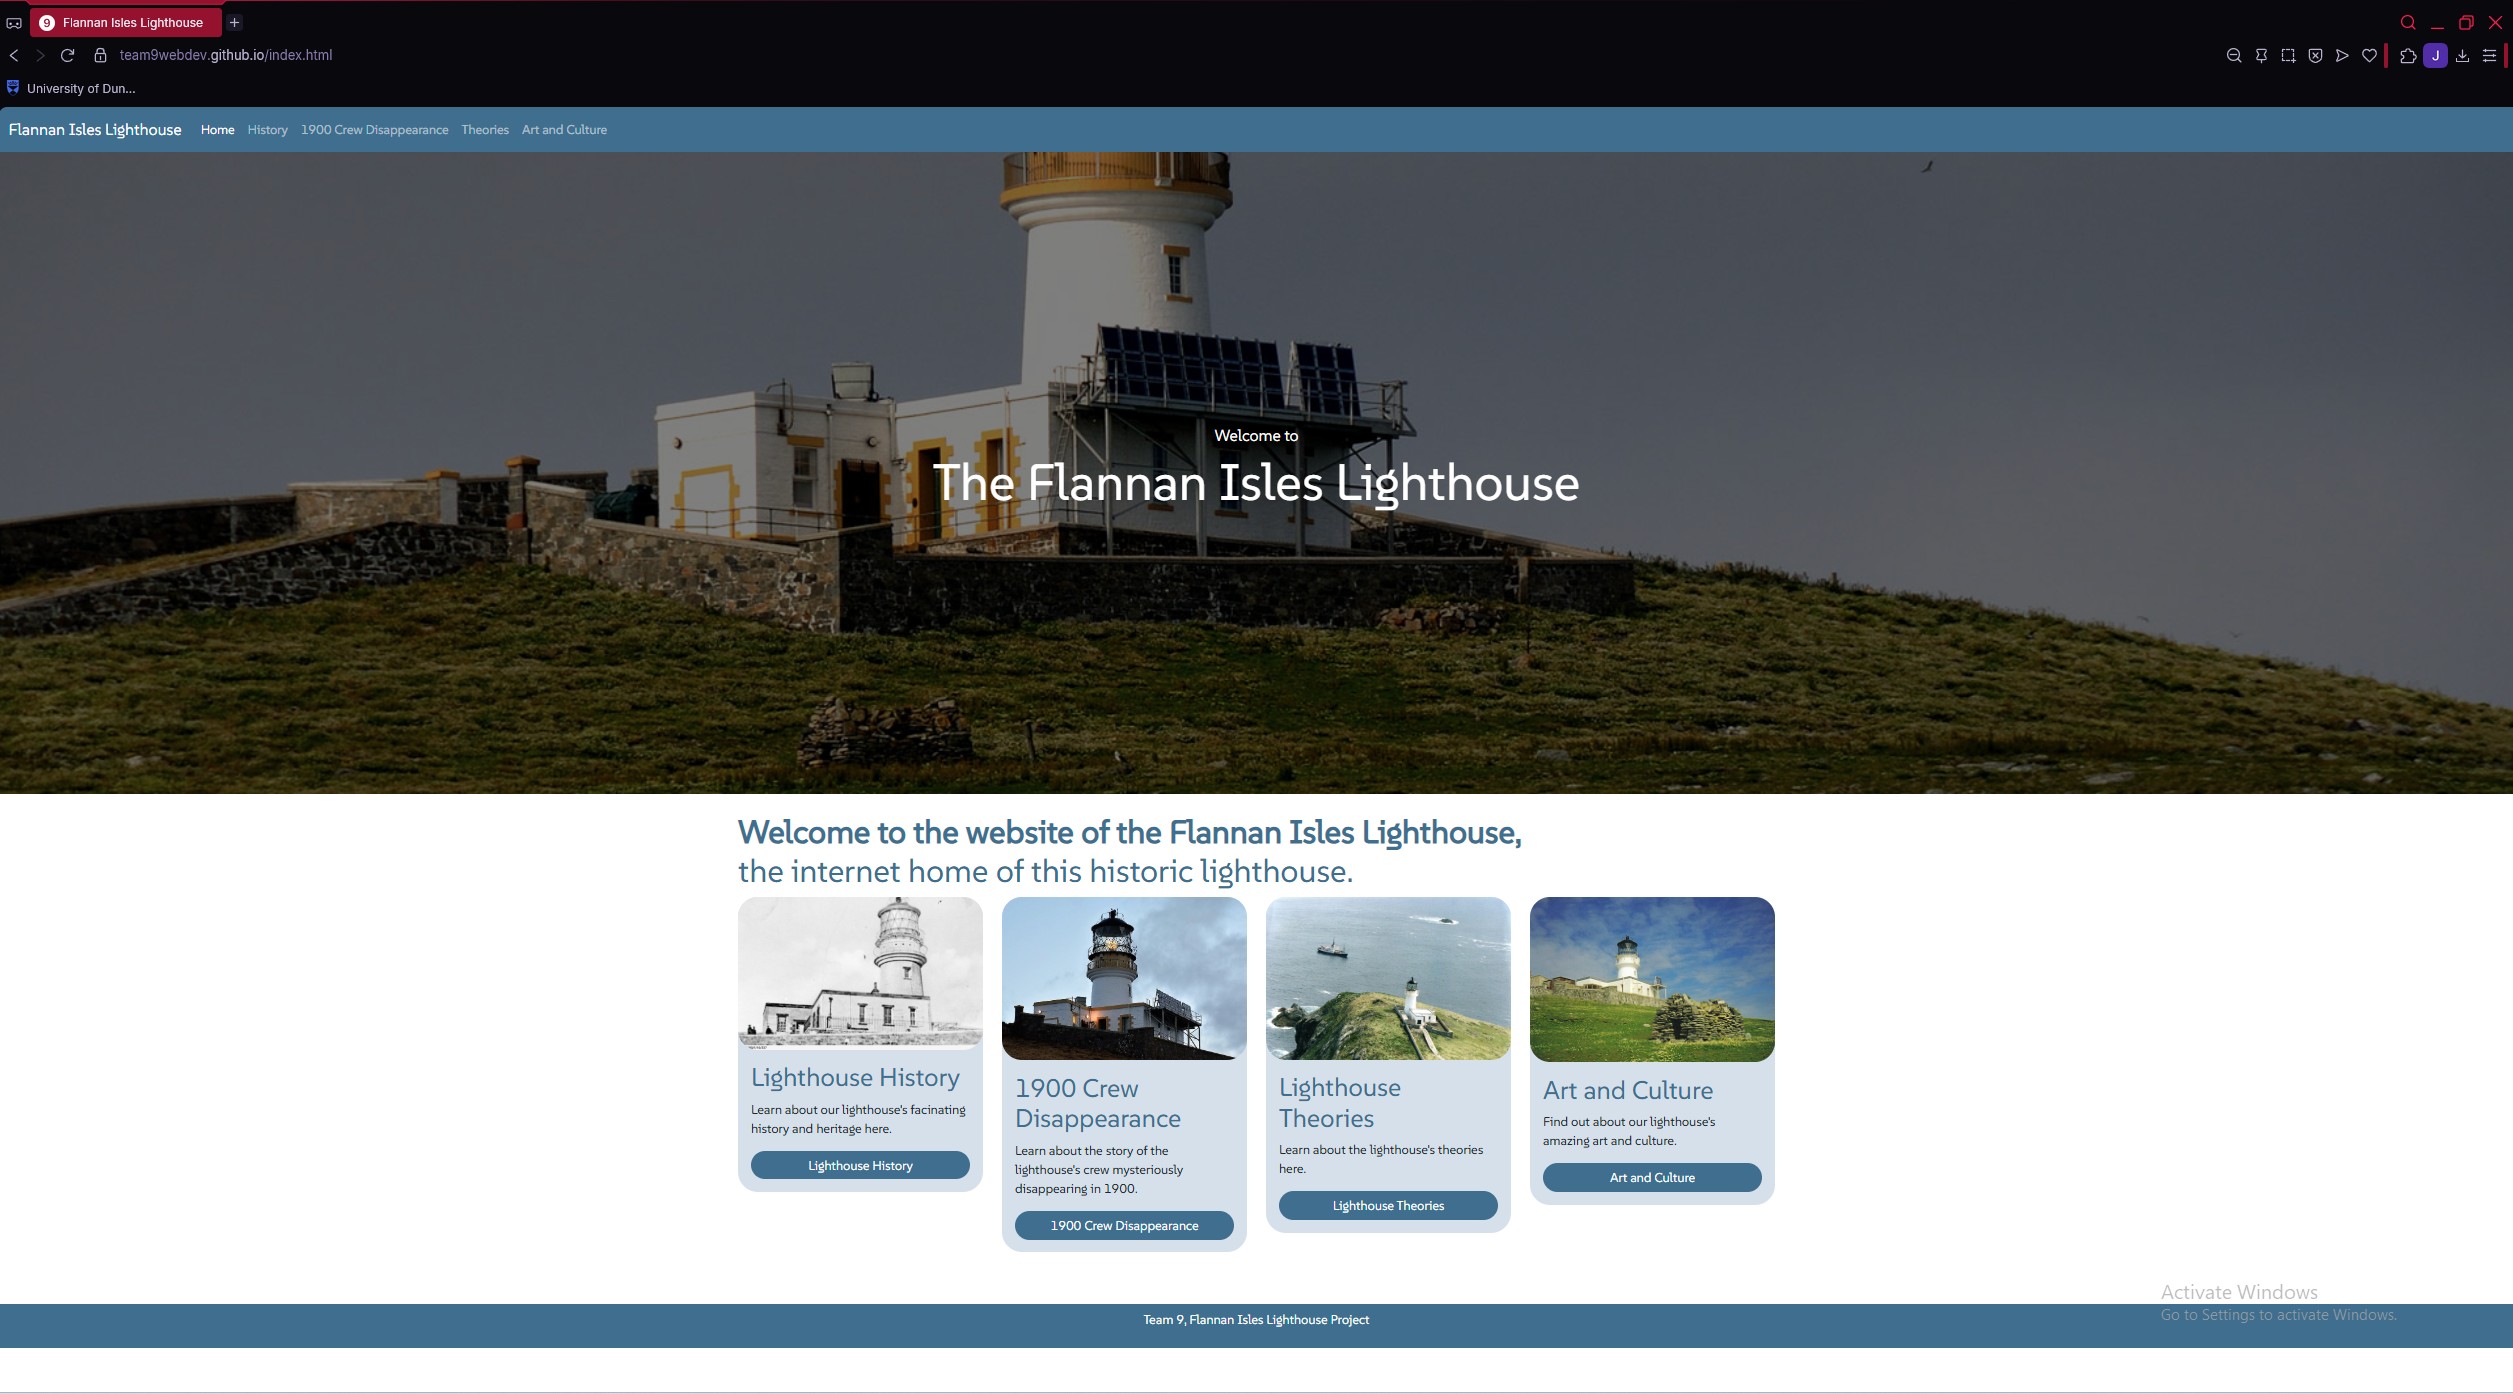 9 Flannan Isles Lighthouse
team9webdev.github.io/index.html
J
University of Dun...
Flannan Isles Lighthouse Home History 1900 Crew Disappearance Theories Art and Culture
Welcome to
The Flannan Isles Lighthouse
Welcome to the website of the Flannan Isles Lighthouse,
the internet home of this historic lighthouse.
Lighthouse History
Learn about our lighthouse's facinating
history and heritage here.
Lighthouse History
1900 Crew
Disappearance
Learn about the story of the
lighthouse's crew mysteriously
disappearing in 1900.
1900 Crew Disappearance
Lighthouse
Theories
Learn about the lighthouse's theories
here.
Lighthouse Theories
Art and Culture
Find out about our lighthouse's
amazing art and culture.
Art and Culture
Activate Windows
Go to Settings to activate Windows.
Team 9, Flannan Isles Lighthouse Project